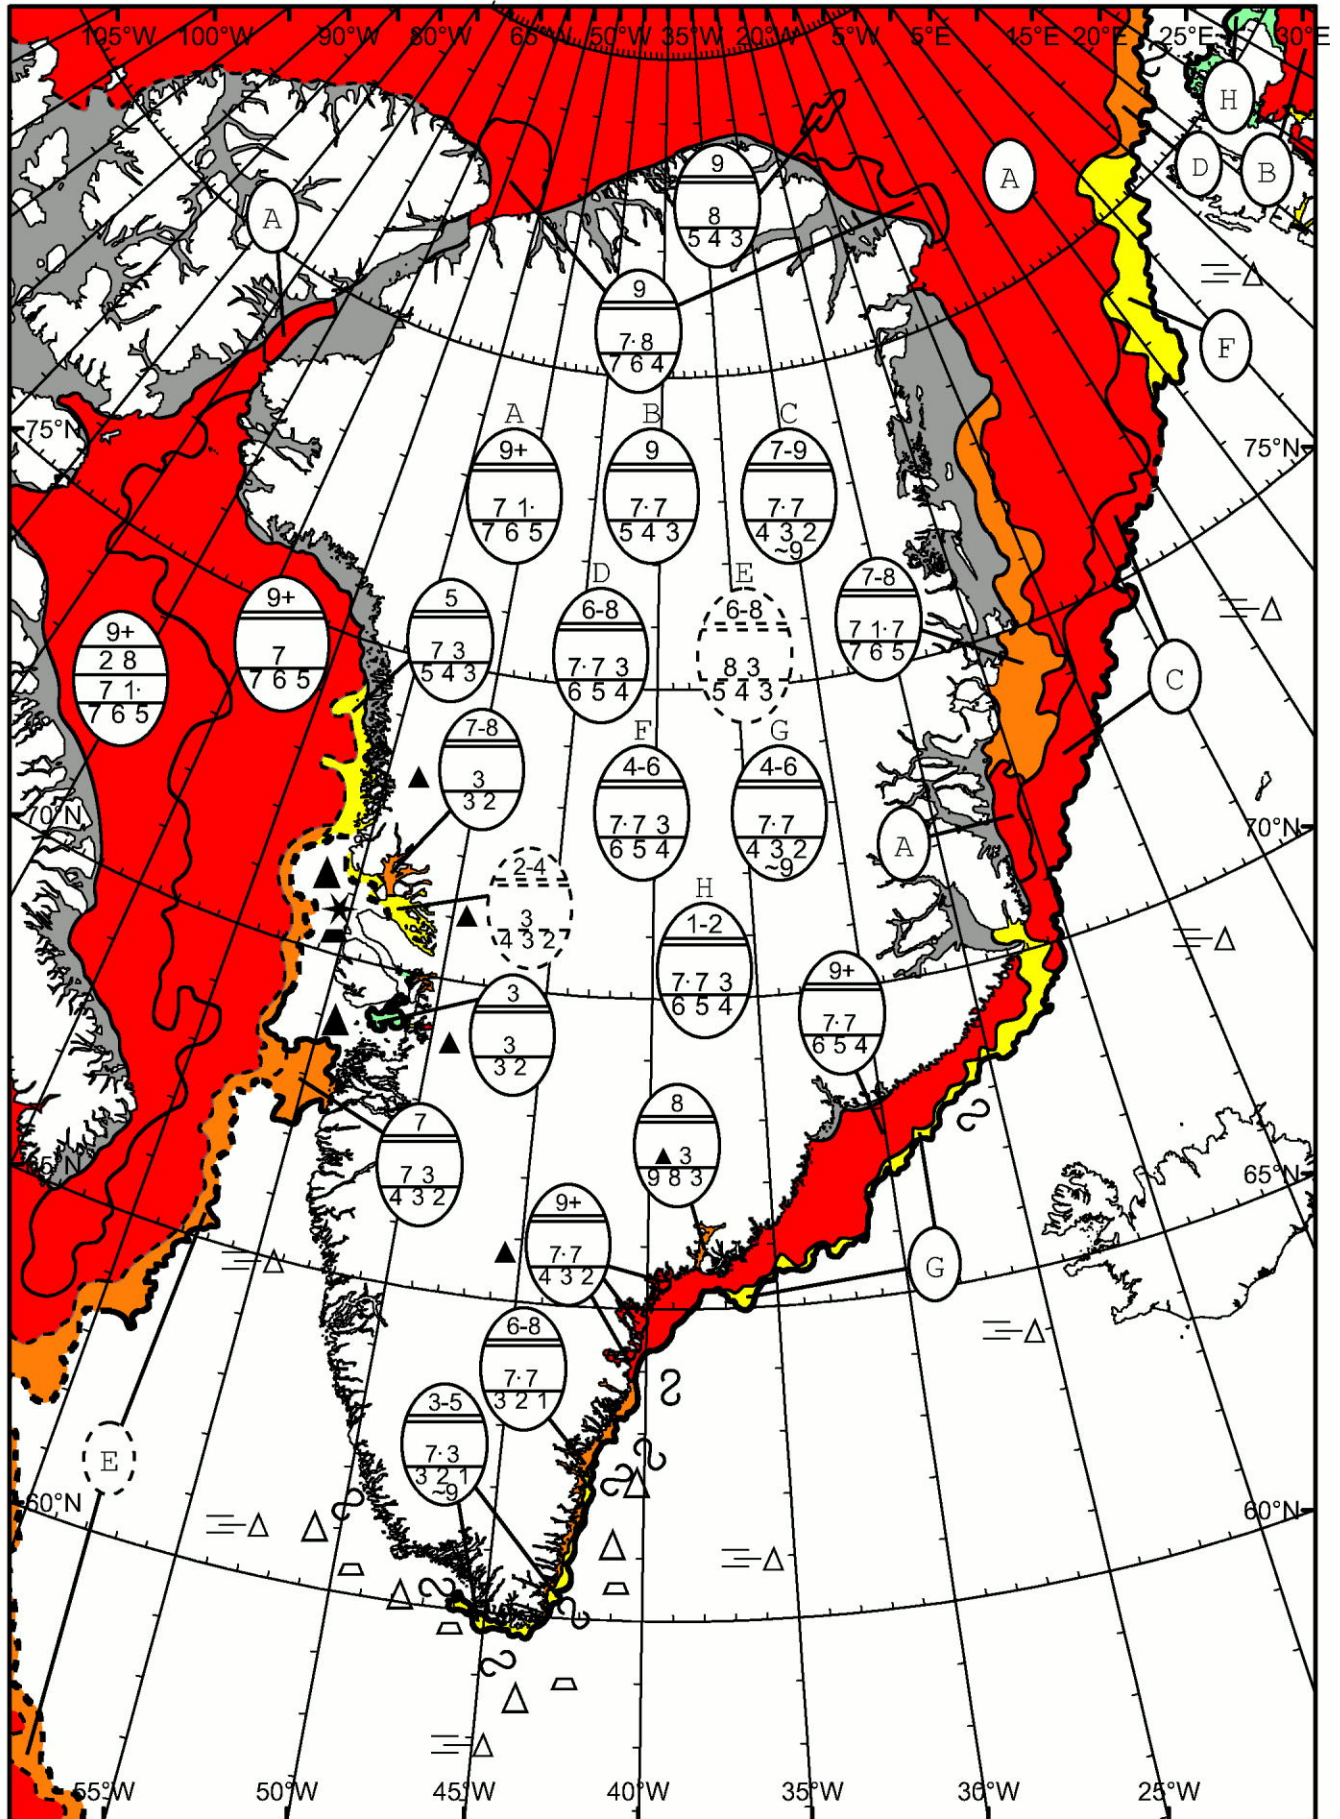 105°W 100°W 90°W 80°W 65°W 50°W 35°W 20°W 5°W 5°E 15°E 20°E 25°E 30°E
H
D B
A
A
9
8
5 4 3
9
7· 8
7 6 4
F
75°N
75°N
A
9+
7 1·
7 6 5
B
9
7· 7
5 4 3
C
7-9
7· 7
4 3 2
~9
D
6-8
7· 7 3
6 5 4
E
6-8
8 3
5 4 3
7-8
7 1· 7
7 6 5
9+
2 8
7 1·
7 6 5
9+
7
7 6 5
5
7 3
5 4 3
C
7-8
3
3 2
F
4-6
7· 7 3
6 5 4
G
4-6
7· 7
4 3 2
~9
70°N
70°N
A
2-4
3
4 3 2
H
1-2
7· 7 3
6 5 4
9+
7· 7
6 5 4
3
3
3 2
7
7 3
4 3 2
8
▲ 3
9 8 3
65°N
65°N
9+
7· 7
4 3 2
G
6-8
7· 7
3 2 1
3-5
7· 3
3 2 1
~9
E
60°N
60°N
55°W 50°W 45°W 40°W 35°W 30°W 25°W